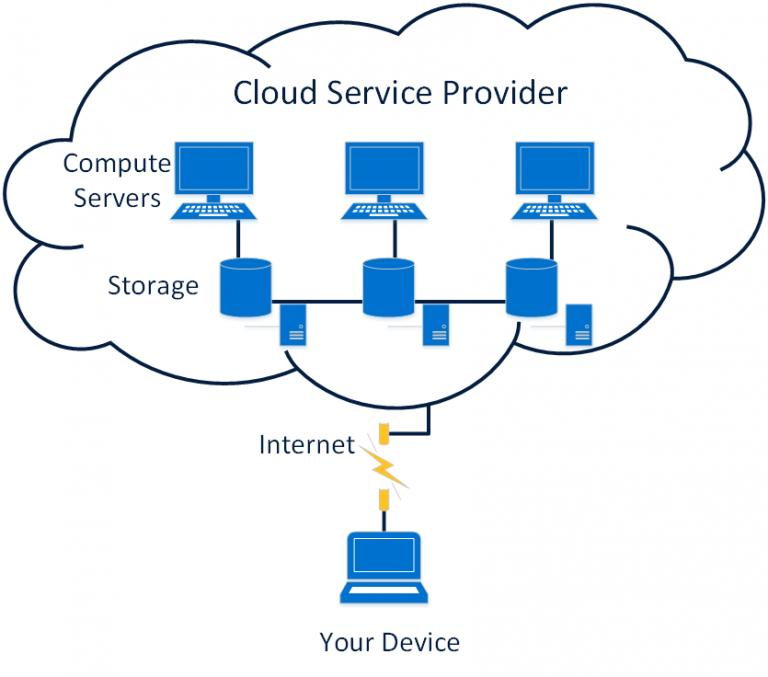 Cloud Service Provider
Compute
Servers
Storage
Internet
Your Device